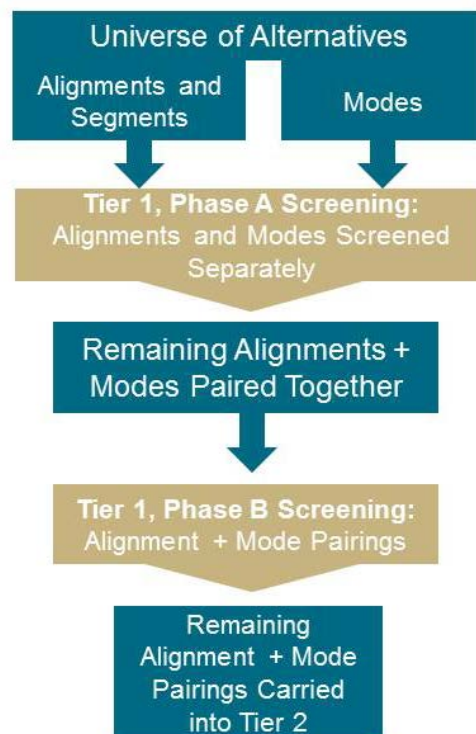 Universe of Alternatives
Alignments and
Segments
Modes
Tier 1, Phase A Screening:
Alignments and Modes Screened
Separately
Remaining Alignments +
Modes Paired Together
Tier 1, Phase B Screening:
Alignment + Mode Pairings
Remaining
Alignment + Mode
Pairings Carried
into Tier 2